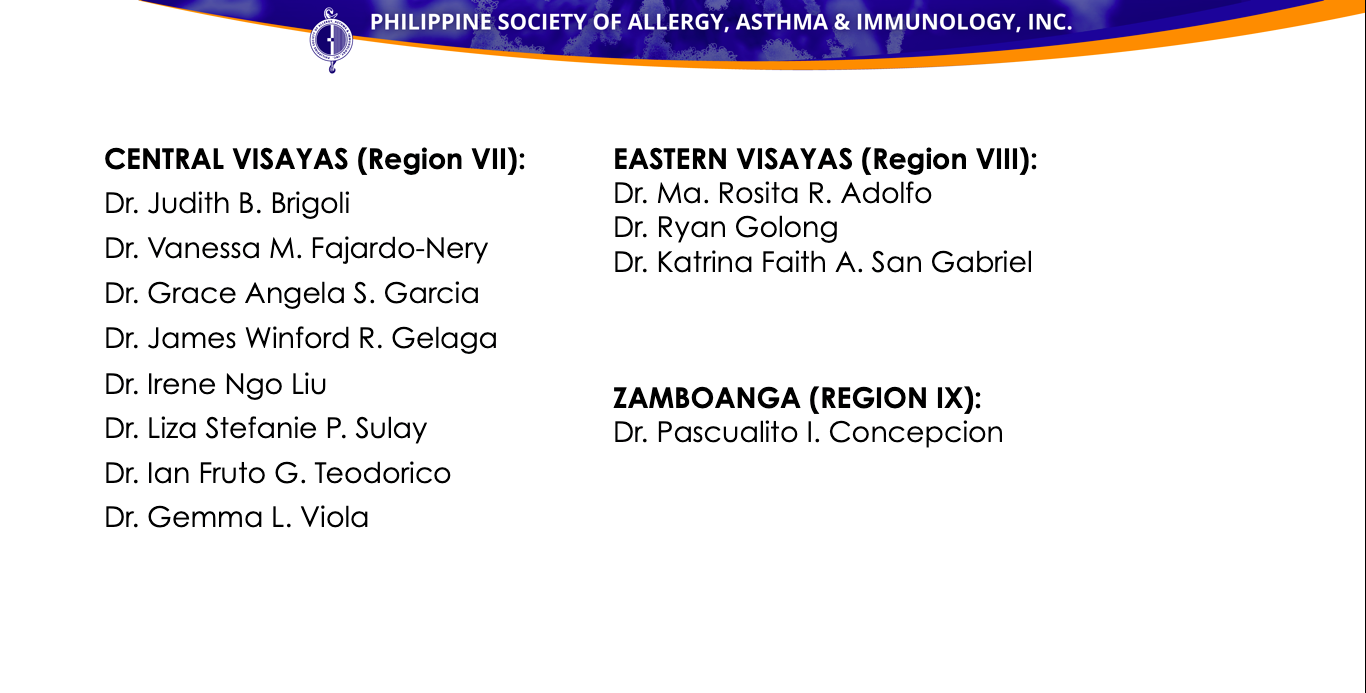 PHILIPPINE SOCIETY OF ALLERGY, ASTHMA & IMMUNOLOGY, INC.
CENTRAL VISAYAS (Region VII):
Dr. Judith B. Brigoli
Dr. Vanessa M. Fajardo-Nery
Dr. Grace Angela S. Garcia
Dr. James Winford R. Gelaga
Dr. Irene Ngo Liu
Dr. Liza Stefanie P. Sulay
Dr. Ian Fruto G. Teodorico
Dr. Gemma L. Viola
EASTERN VISAYAS (Region VIII):
Dr. Ma. Rosita R. Adolfo
Dr. Ryan Golong
Dr. Katrina Faith A. San Gabriel
ZAMBOANGA (REGION IX):
Dr. Pascualito I. Concepcion